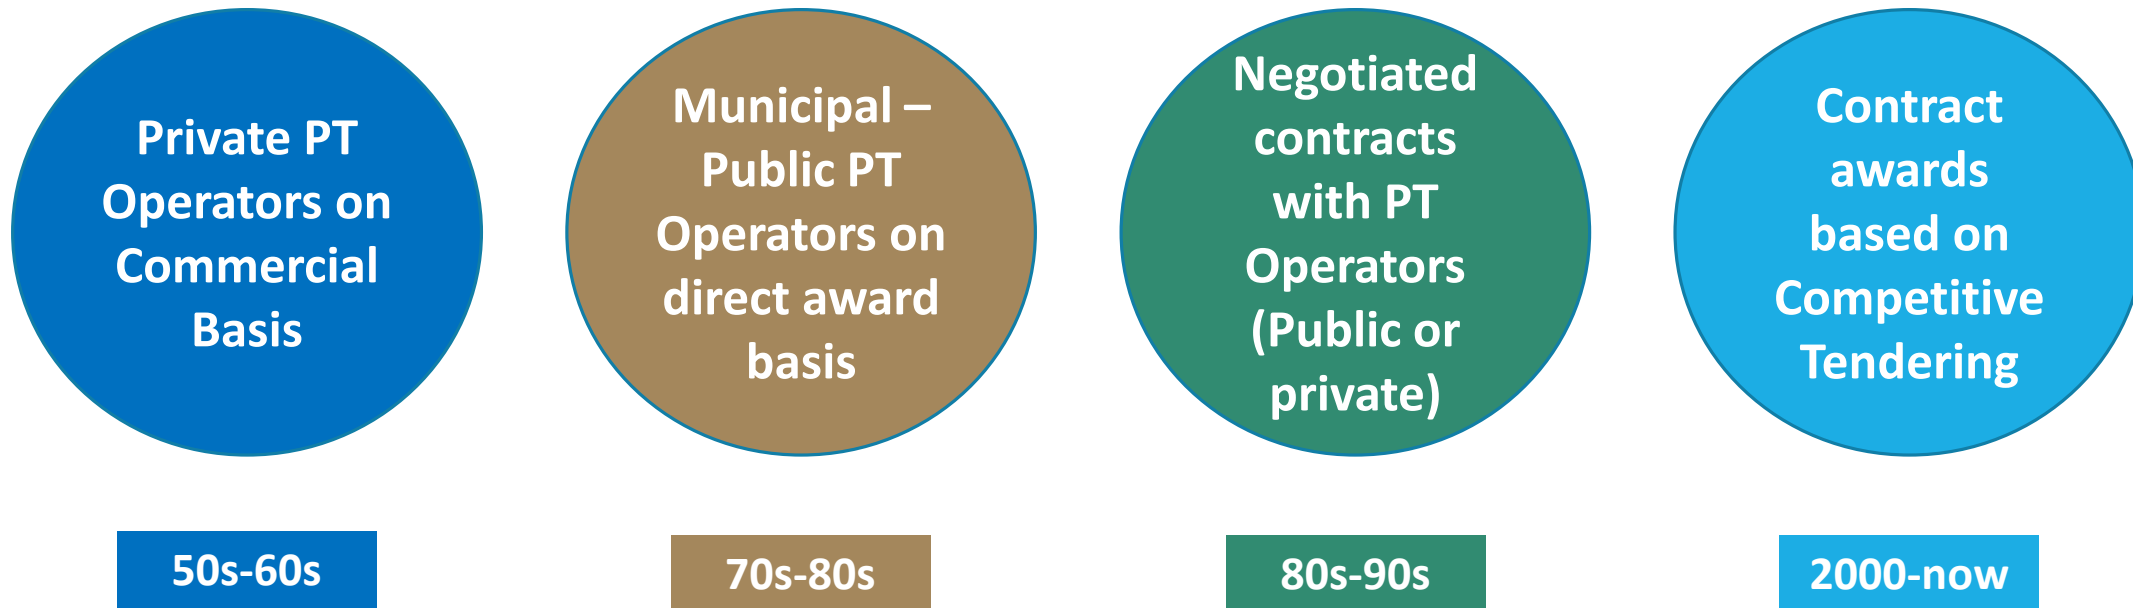 Private PT
Operators on
Commercial
Basis
Municipal –
Public PT
Operators on
direct award
basis
Negotiated
contracts
with PT
Operators
(Public or
private)
Contract
awards
based on
Competitive
Tendering
50s-60s
70s-80s
80s-90s
2000-now